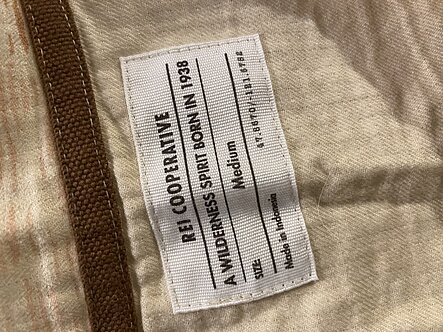 REI COOPERATIVE
A WILDERNESS SPIRIT BORN IN 1938
SIZE: Medium
Made in Indonesia